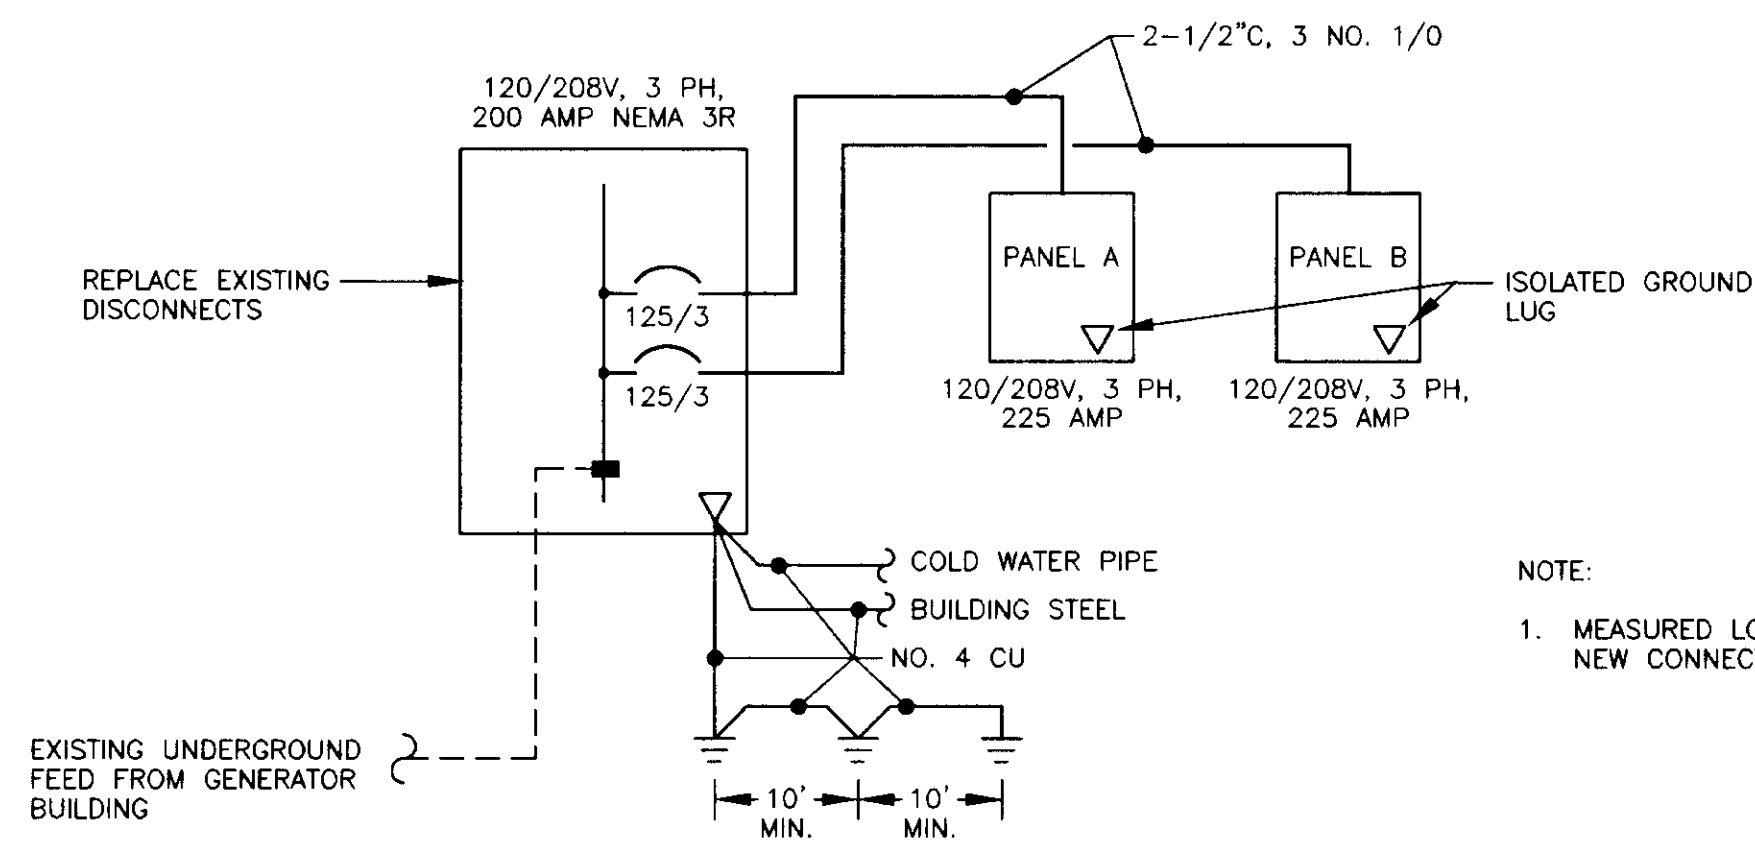 2-1/2"C, 3 NO. 1/0
120/208V, 3 PH,
200 AMP NEMA 3R
REPLACE EXISTING
DISCONNECTS
125/3
125/3
PANEL A
PANEL B
ISOLATED GROUND
LUG
120/208V, 3 PH,
225 AMP
120/208V, 3 PH,
225 AMP
COLD WATER PIPE
BUILDING STEEL
NO. 4 CU
NOTE:
1. MEASURED
NEW
EXISTING UNDERGROUND
FEED FROM GENERATOR
BUILDING
10'
MIN.
10'
MIN.